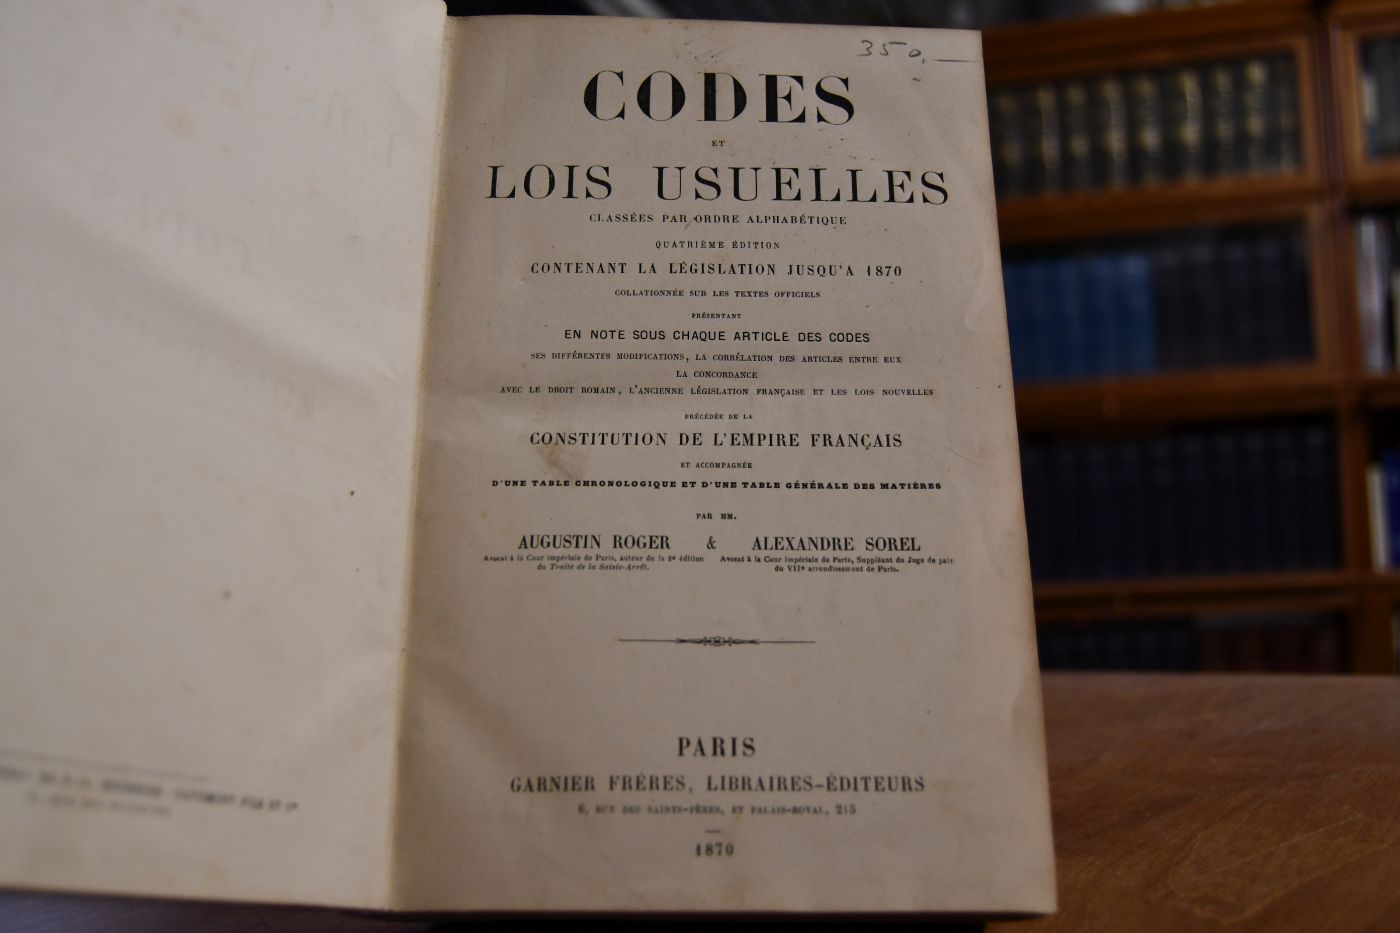 350,—
CODES
ET
LOIS USUELLES
CLASSÉES PAR ORDRE ALPHABÉTIQUE
QUATRIÈME ÉDITION
CONTENANT LA LÉGISLATION JUSQU'A 1870
COLLATIONNÉE SUR LES TEXTES OFFICIELS
PRÉSENTANT
EN NOTE SOUS CHAQUE ARTICLE DES CODES
SES DIFFÉRENTES MODIFICATIONS, LA CORRÉLATION DES ARTICLES ENTRE EUX
LA CONCORDANCE
AVEC LE DROIT ROMAIN, L'ANCIENNE LÉGISLATION FRANÇAISE ET LES LOIS NOUVELLES
PRÉCÉDÉE DE LA
CONSTITUTION DE L'EMPIRE FRANÇAIS
ET ACCOMPAGNÉE
D'UNE TABLE CHRONOLOGIQUE ET D'UNE TABLE GÉNÉRALE DES MATIÈRES
PAR MM.
AUGUSTIN ROGER & ALEXANDRE SOREL
Avocat à la Cour impériale de Paris, auteur de la 2e édition
du Traité de la Saisie-Arrêt.
Avocat à la Cour impériale de Paris, Suppléant du Juge de paix
du VIIe arrondissement de Paris.
PARIS
GARNIER FRÈRES, LIBRAIRES-ÉDITEURS
6, RUE DES SAINTS-PÈRES, ET PALAIS-ROYAL, 215
1870